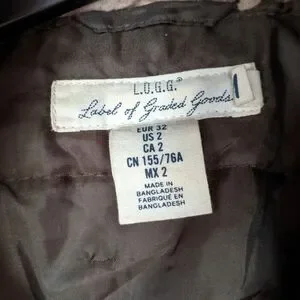 L.O.G.G.®
Label of Graded Goods
EUR 32
US 2
CA 2
CN 155/76A
MX 2
MADE IN
BANGLADESH
FABRIQUÉ EN
BANGLADESH